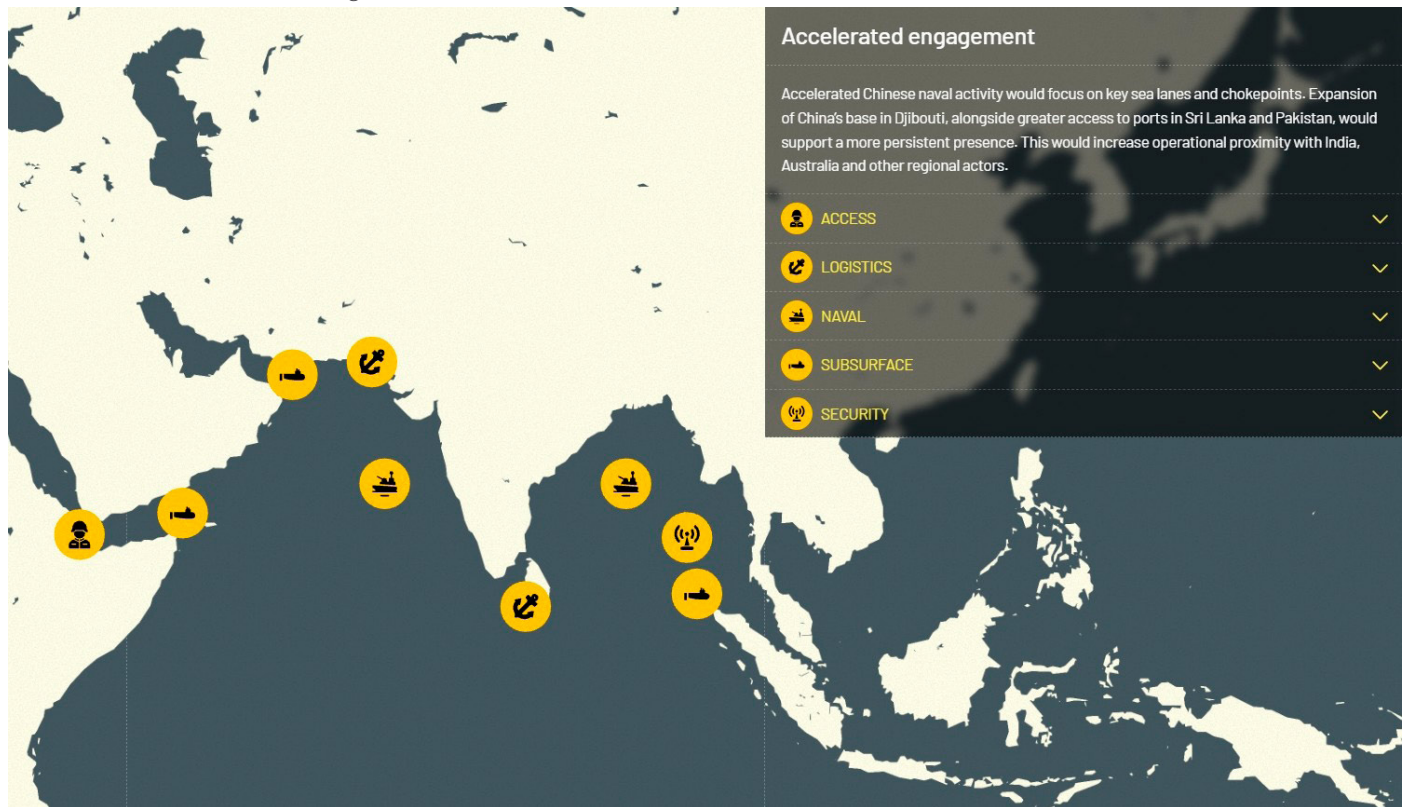 Accelerated engagement
Accelerated Chinese naval activity would focus on key sea lanes and chokepoints. Expansion
of China's base in Djibouti, alongside greater access to ports in Sri Lanka and Pakistan, would
support a more persistent presence. This would increase operational proximity with India,
Australia and other regional actors.
ACCESS
LOGISTICS
NAVAL
SUBSURFACE
SECURITY